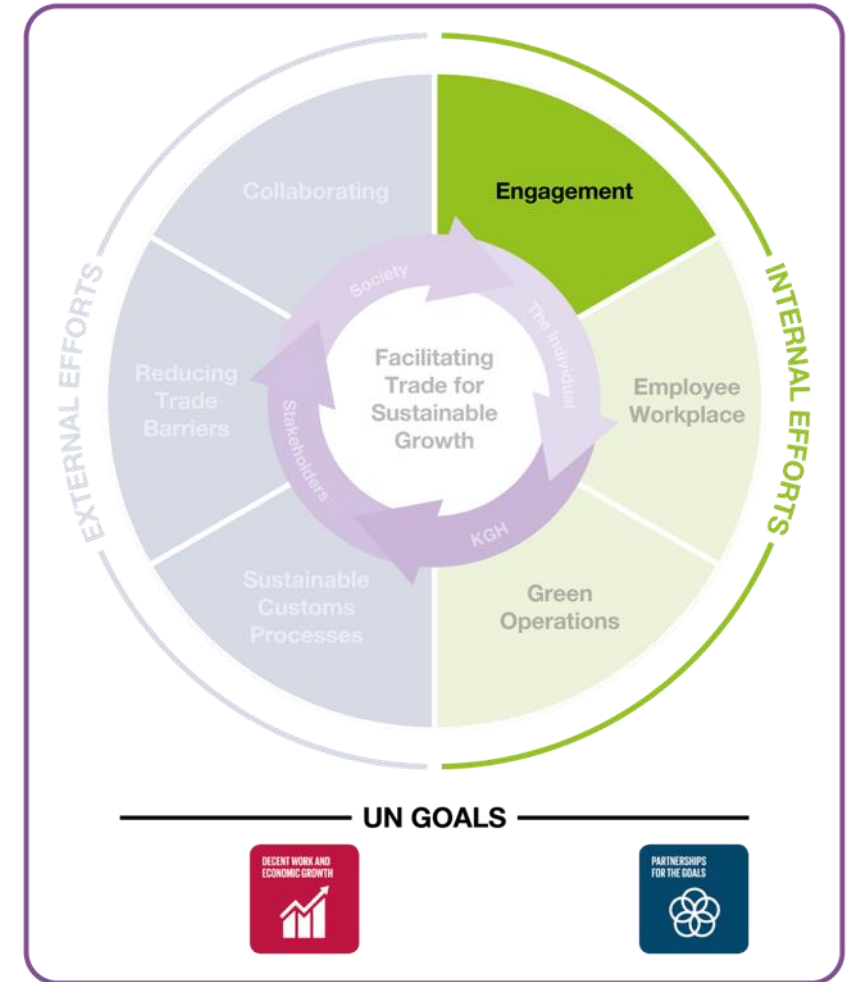 Collaborating
Engagement
EXTERNAL EFFORTS
INTERNAL EFFORTS
Society
The individual
Reducing
Trade
Barriers
Facilitating
Trade for
Sustainable
Growth
Employee
Workplace
Stakeholders
KGH
Sustainable
Customs
Processes
Green
Operations
UN GOALS
DECENT WORK AND
ECONOMIC GROWTH
PARTNERSHIPS
FOR THE GOALS